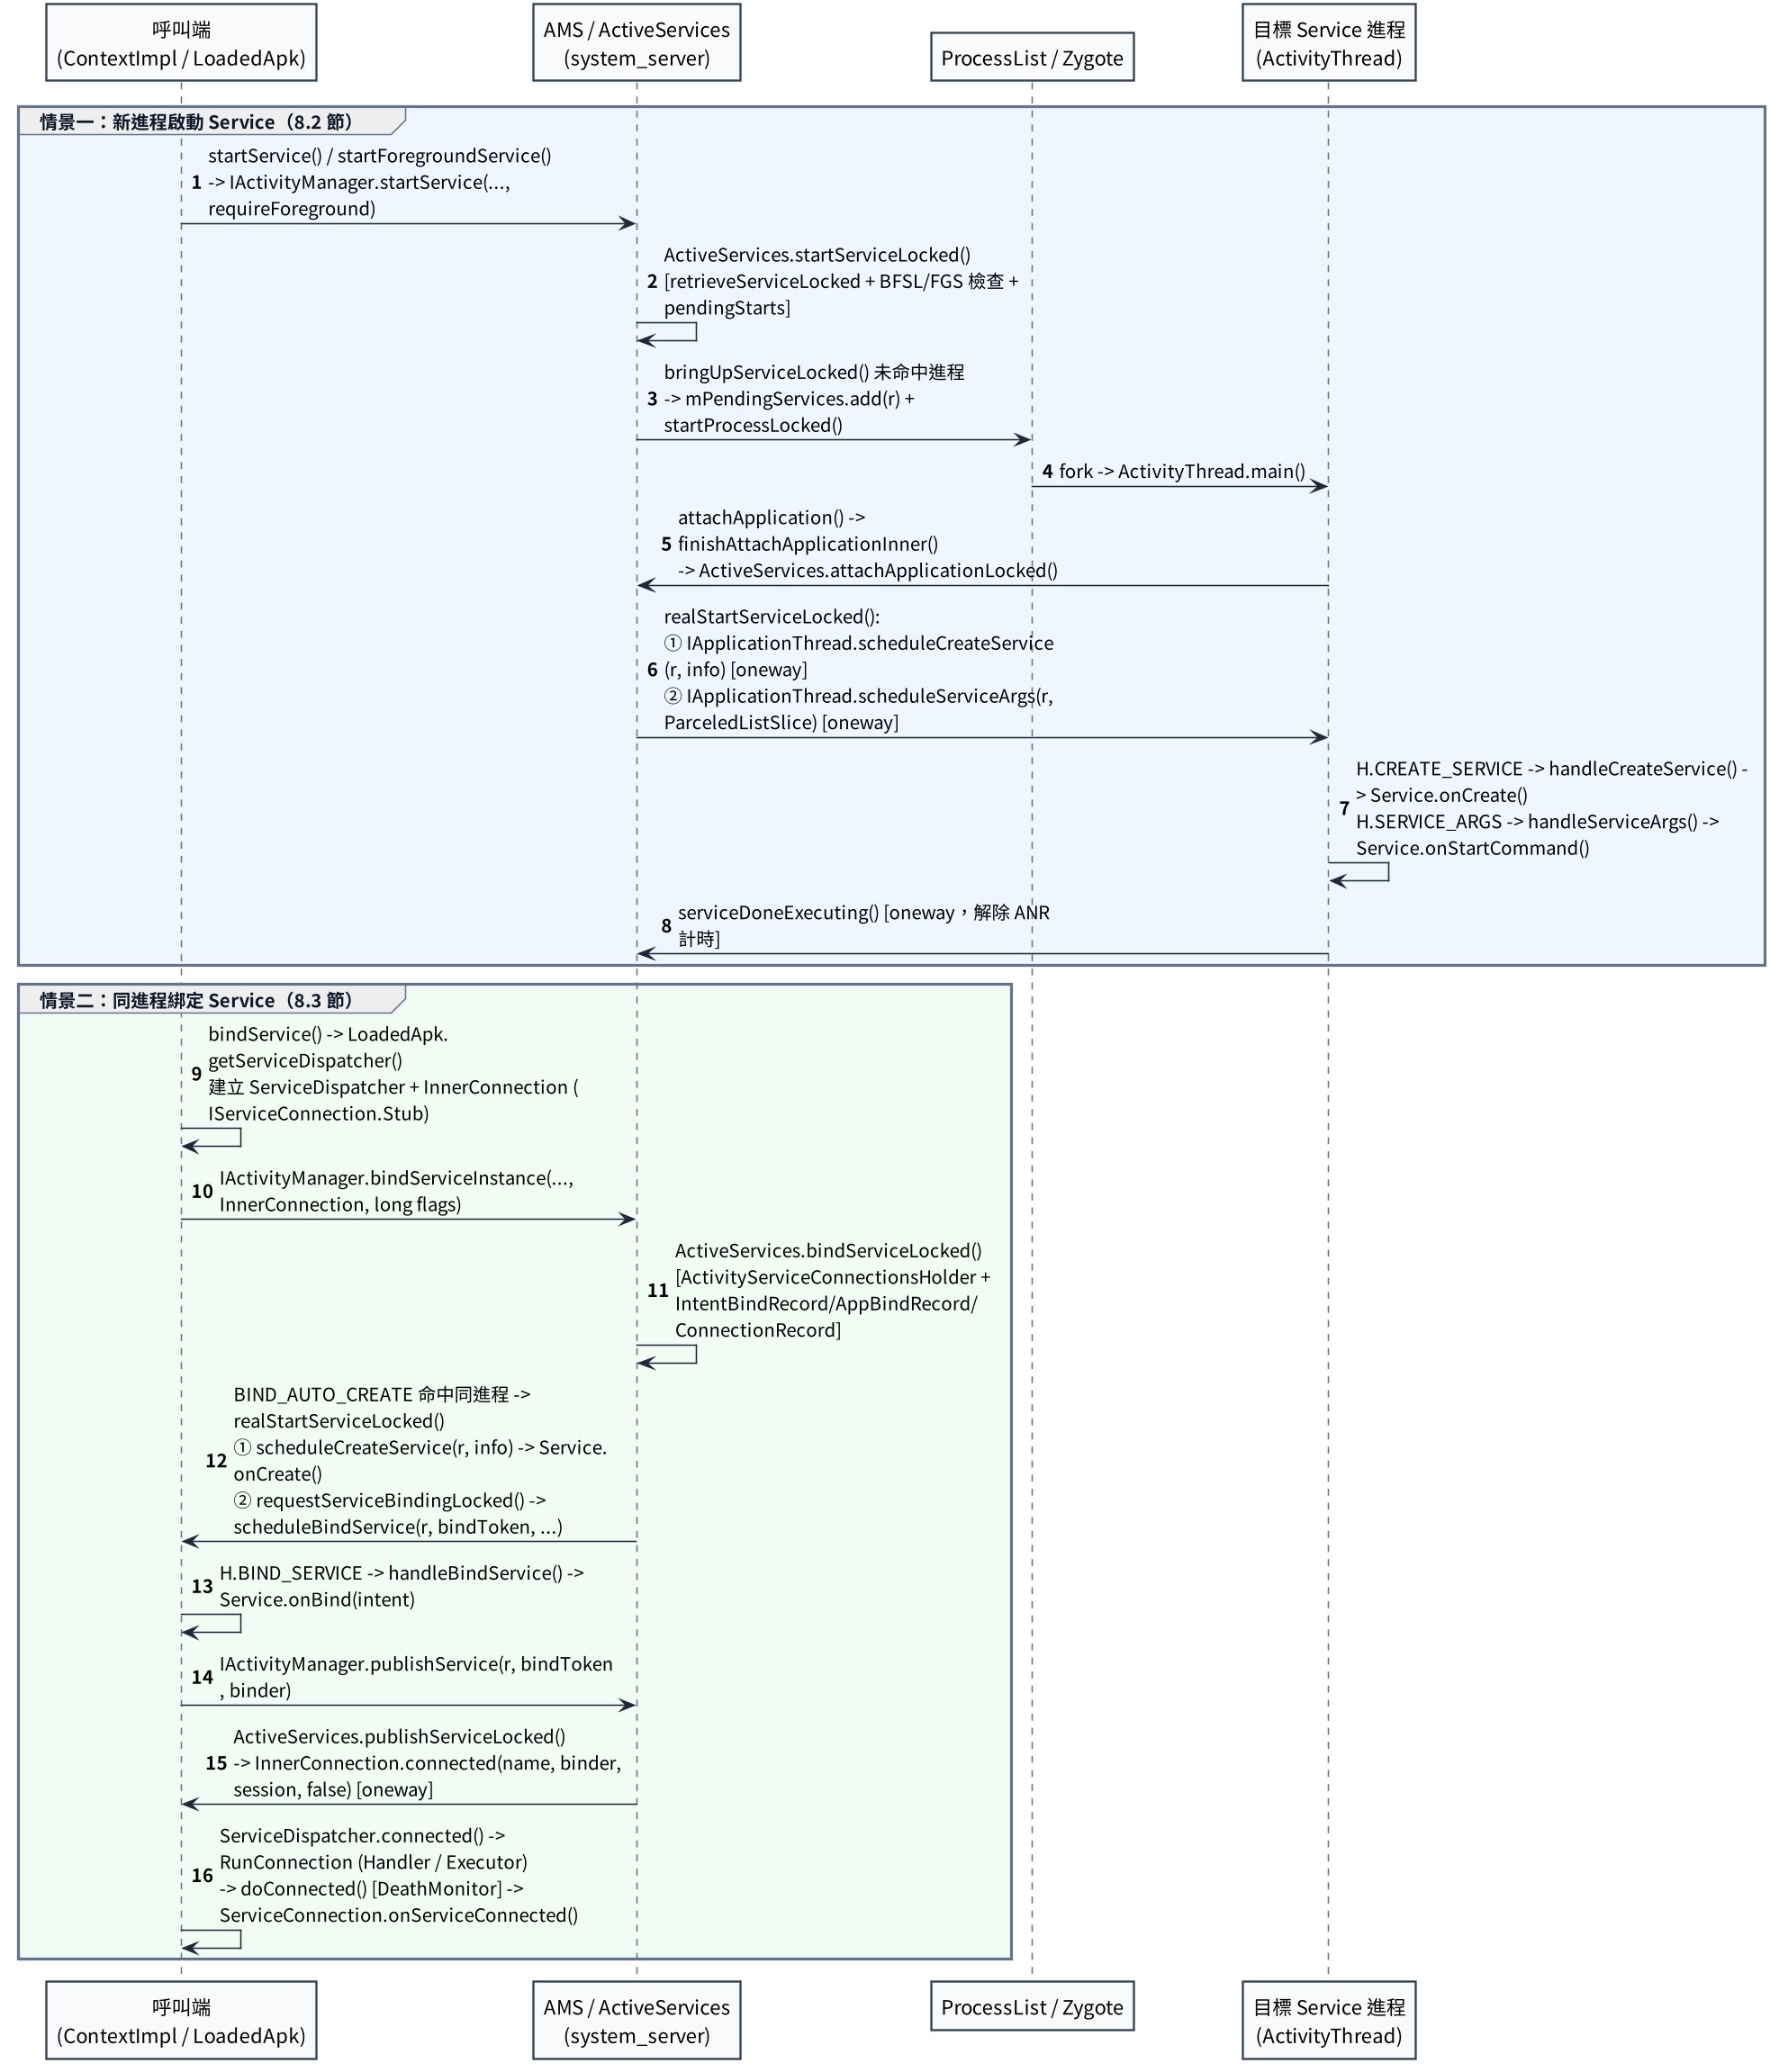 呼叫端
(ContextImpl / LoadedApk)
AMS / ActiveServices
(system_server)
ProcessList / Zygote
目標 Service 進程
(ActivityThread)
情景一：新進程啟動 Service（8.2 節）
startService() / startForegroundService()
1 -> IActivityManager.startService(...,
requireForeground)
ActiveServices.startServiceLocked()
2 [retrieveServiceLocked + BFSL/FGS 檢查 +
pendingStarts]
bringUpServiceLocked() 未命中進程
3 -> mPendingServices.add(r) +
startProcessLocked()
4 fork -> ActivityThread.main()
attachApplication() ->
5 finishAttachApplicationInner()
-> ActiveServices.attachApplicationLocked()
realStartServiceLocked():
① IApplicationThread.scheduleCreateService
6 (r, info) [oneway]
② IApplicationThread.scheduleServiceArgs(r,
ParceledListSlice) [oneway]
H.CREATE_SERVICE -> handleCreateService() -
7 > Service.onCreate()
H.SERVICE_ARGS -> handleServiceArgs() ->
Service.onStartCommand()
8 serviceDoneExecuting() [oneway，解除 ANR
計時]
情景二：同進程綁定 Service（8.3 節）
bindService() -> LoadedApk.
9 getServiceDispatcher()
建立 ServiceDispatcher + InnerConnection (
IServiceConnection.Stub)
10 IActivityManager.bindServiceInstance(...,
InnerConnection, long flags)
ActiveServices.bindServiceLocked()
11 [ActivityServiceConnectionsHolder +
IntentBindRecord/AppBindRecord/
ConnectionRecord]
BIND_AUTO_CREATE 命中同進程 ->
realStartServiceLocked()
12 ① scheduleCreateService(r, info) -> Service.
onCreate()
② requestServiceBindingLocked() ->
scheduleBindService(r, bindToken, ...)
13 H.BIND_SERVICE -> handleBindService() ->
Service.onBind(intent)
14 IActivityManager.publishService(r, bindToken
, binder)
ActiveServices.publishServiceLocked()
15 -> InnerConnection.connected(name, binder,
session, false) [oneway]
ServiceDispatcher.connected() ->
16 RunConnection (Handler / Executor)
-> doConnected() [DeathMonitor] ->
ServiceConnection.onServiceConnected()
呼叫端
(ContextImpl / LoadedApk)
AMS / ActiveServices
(system_server)
ProcessList / Zygote
目標 Service 進程
(ActivityThread)